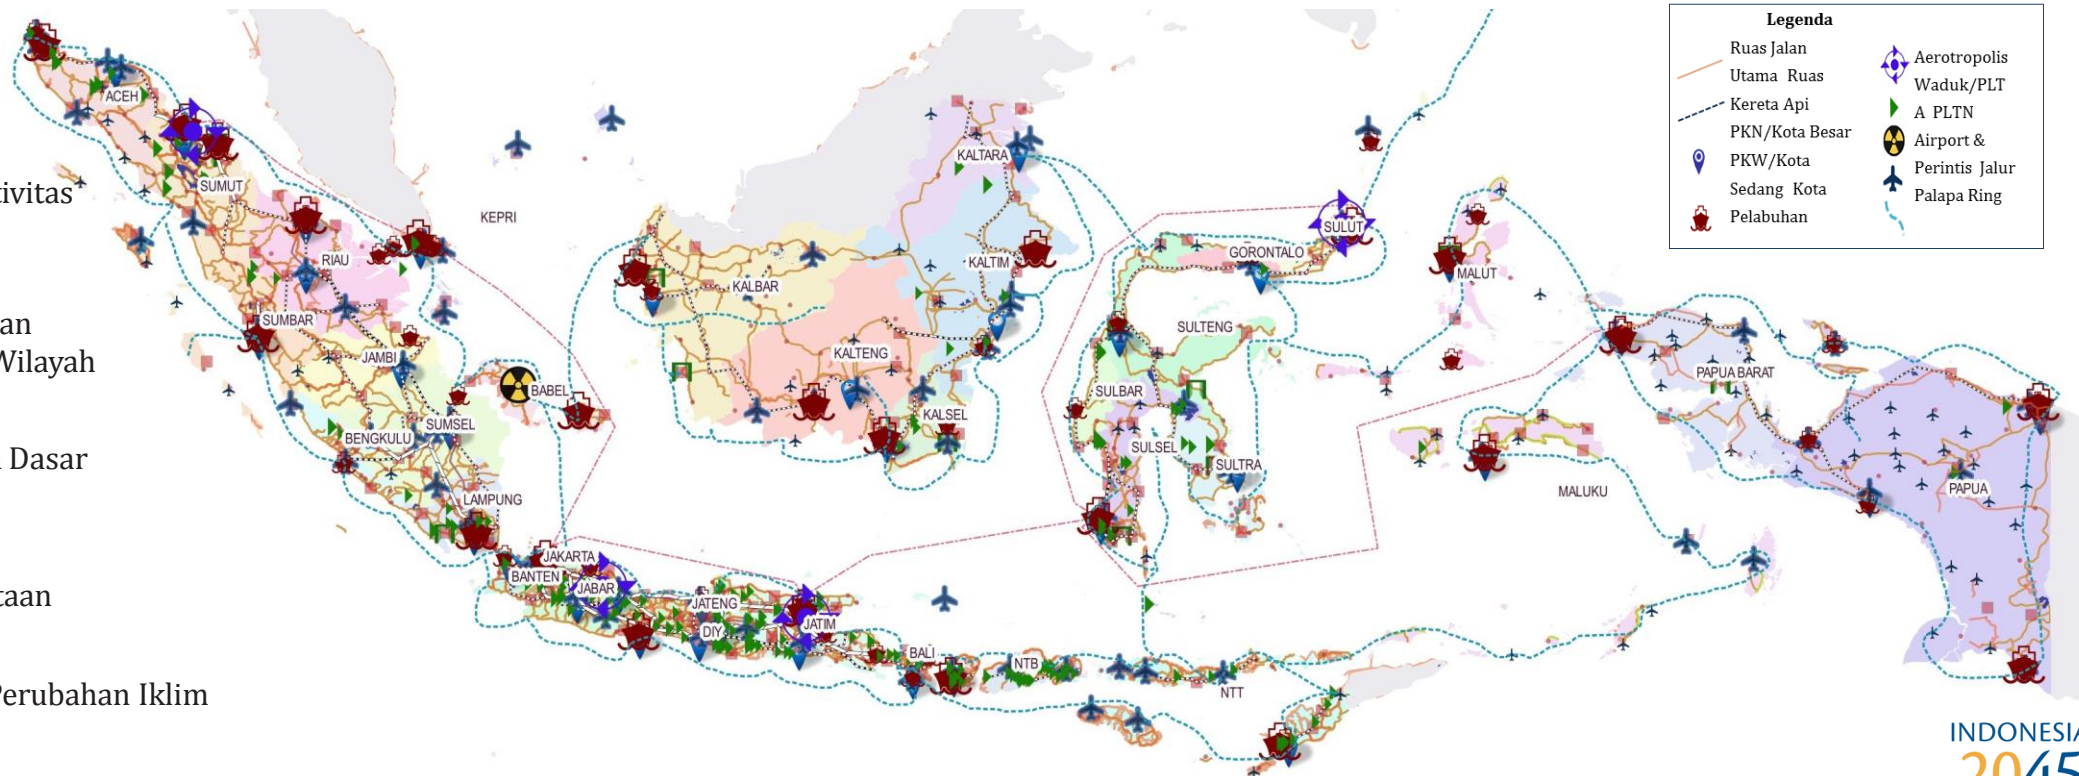 tivitas
an
Wilayah
Dasar
taan
Perubahan Iklim
ACEH
SUMUT
RIAU
KEPRI
SUMBAR
JAMBI
BABEL
SUMSEL
BENGKULU
LAMPUNG
JAKARTA
BANTEN
JABAR
JATENG
DIY
JATIM
BALI
NTB
NTT
KALTARA
KALTIM
KALBAR
KALTENG
KALSEL
SULUT
GORONTALO
SULTENG
SULBAR
SULSEL
SULTRA
MALUT
MALUKU
PAPUA BARAT
PAPUA
Legenda
Ruas Jalan
Utama Ruas
Kereta Api
PKN/Kota Besar
PKW/Kota
Sedang Kota
Pelabuhan
Aerotropolis
Waduk/PLT
A PLTN
Airport &
Perintis Jalur
Palapa Ring
INDONESIA
2045